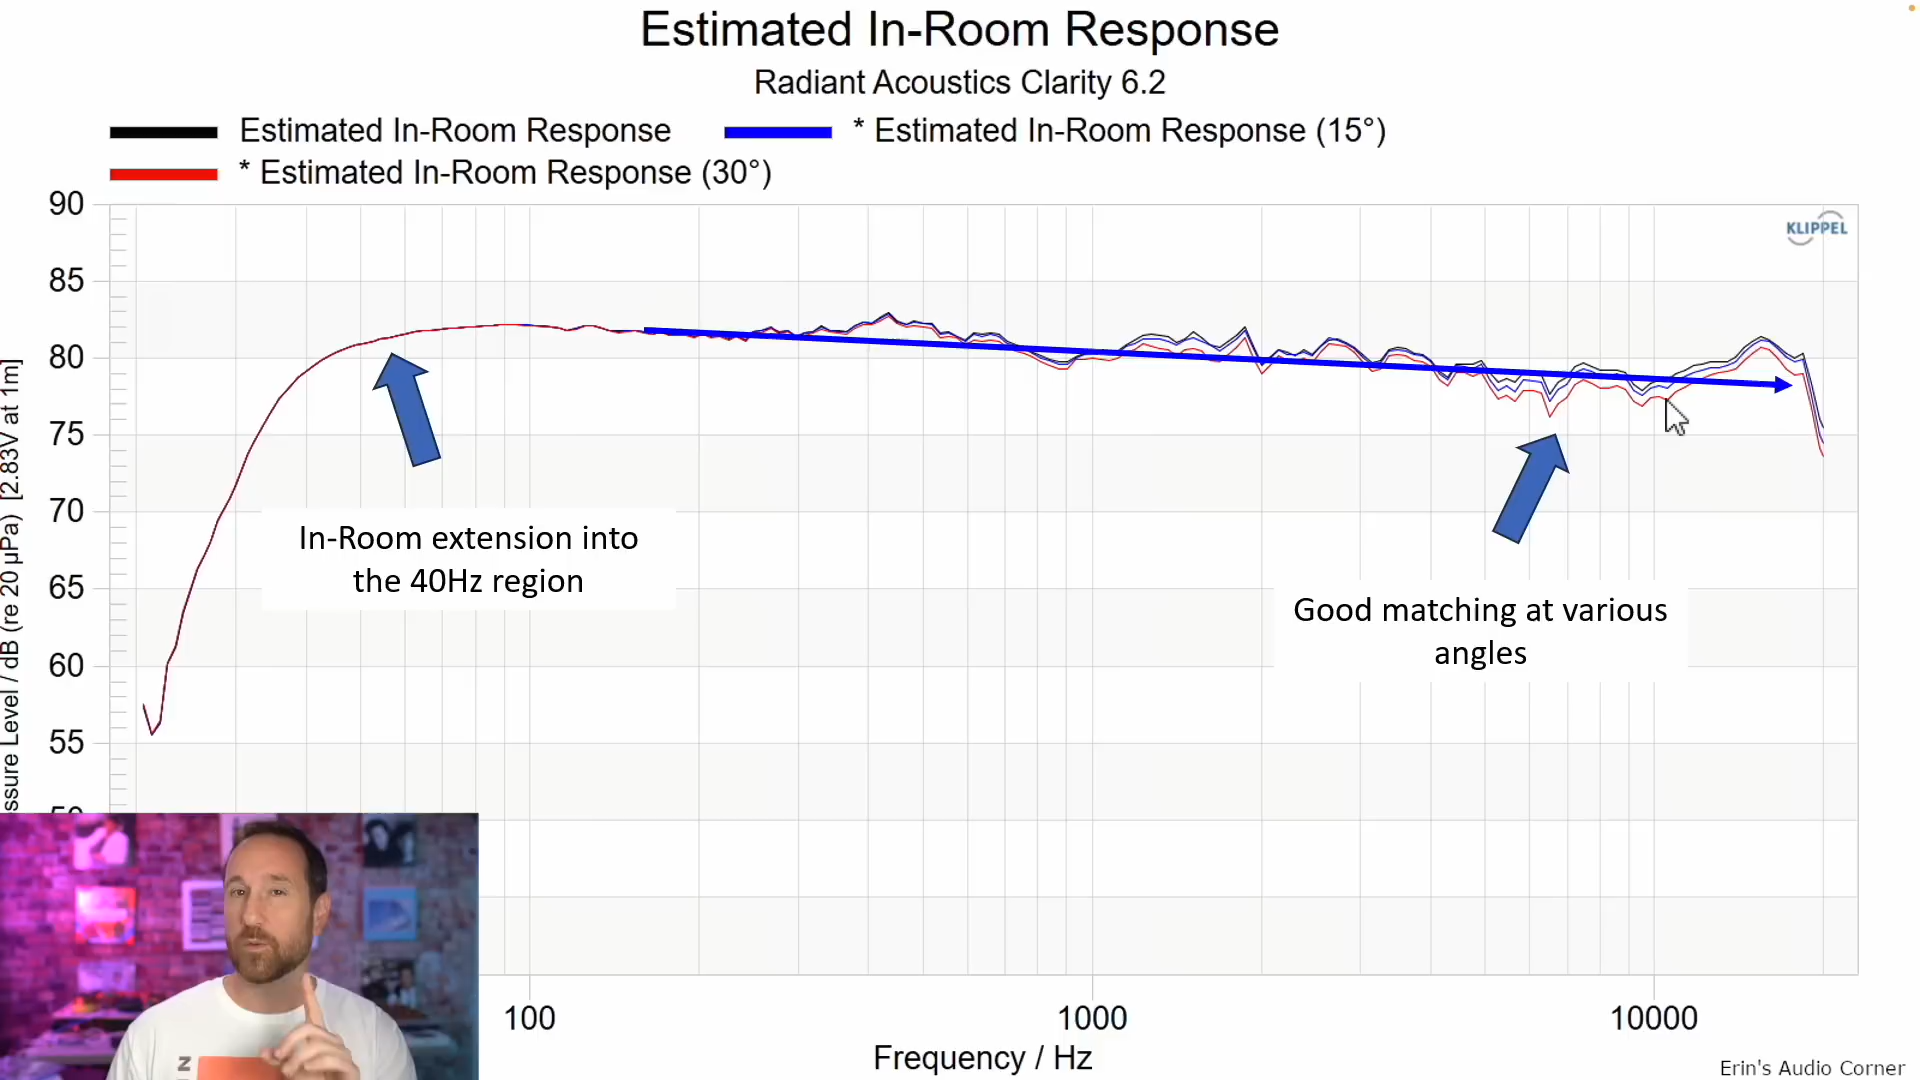 Estimated In-Room Response
Radiant Acoustics Clarity 6.2
Estimated In-Room Response
* Estimated In-Room Response (15°)
* Estimated In-Room Response (30°)
90
KLIPPEL
85
80
75
70
In-Room extension into
the 40Hz region
65
Good matching at various
angles
60
55
/ dB (re 20 µPa) [2.83V at 1m]
100
1000
10000
Frequency / Hz
Erin's Audio Corner